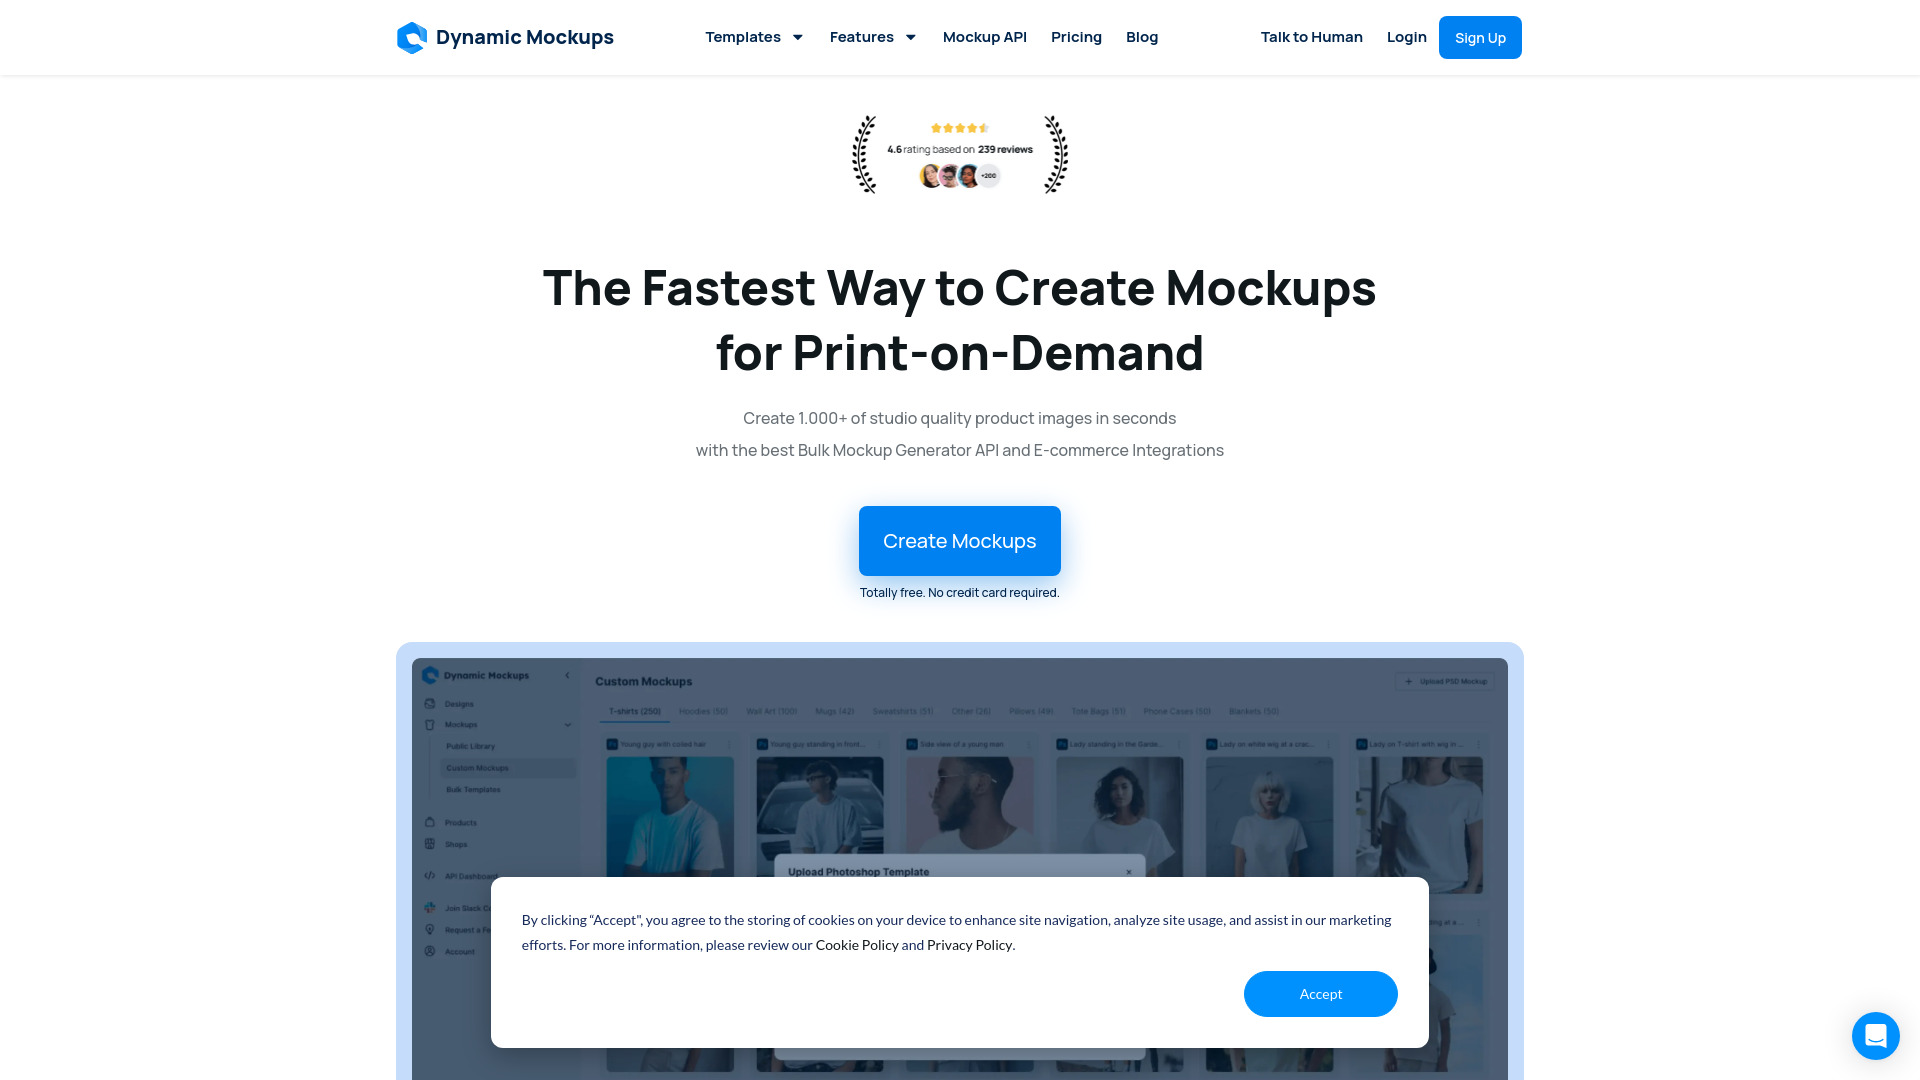 Dynamic Mockups
Templates
Features
Mockup API
Pricing
Blog
Talk to Human
Login
Sign Up
4.6 rating based on 239 reviews
+200
The Fastest Way to Create Mockups
for Print-on-Demand
Create 1.000+ of studio quality product images in seconds
with the best Bulk Mockup Generator API and E-commerce Integrations
Create Mockups
Totally free. No credit card required.
Dynamic Mockups
Custom Mockups
Upload PSD Mockup
Designs
Mockups
Public Library
Custom Mockups
Bulk Templates
Products
Shops
API Dashboard
Join Slack Co
Request a Fe
Account
T-shirts (250)
Hoodies (50)
Wall Art (100)
Mugs (42)
Sweatshirts (51)
Other (28)
Pillows (49)
Tote Bags (51)
Phone Cases (50)
Blankets (50)
Young guy with coiled hair
Young guy standing in front...
Side view of a young man
Lady standing in the Garde...
Lady on white wig at a crac...
Lady on T-shirt with wig in ...
Upload Photoshop Template
By clicking “Accept", you agree to the storing of cookies on your device to enhance site navigation, analyze site usage, and assist in our marketing
efforts. For more information, please review our Cookie Policy and Privacy Policy.
Accept